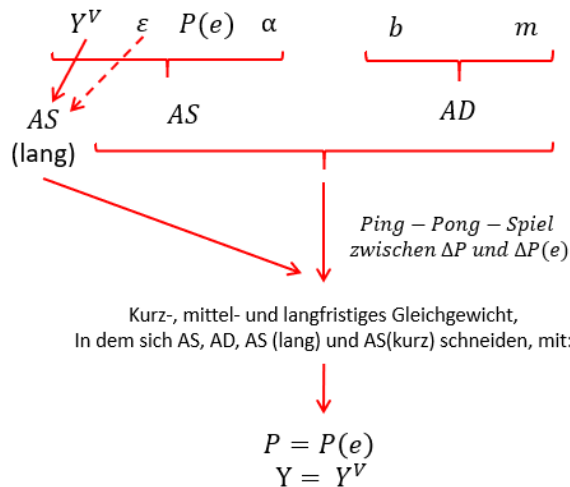 Y^V ε P(e) α b m
AS AS AD
(lang)
Ping − Pong − Spiel
zwischen ΔP und ΔP(e)
Kurz-, mittel- und langfristiges Gleichgewicht,
In dem sich AS, AD, AS (lang) und AS(kurz) schneiden, mit:
P = P(e)
Y = Y^V